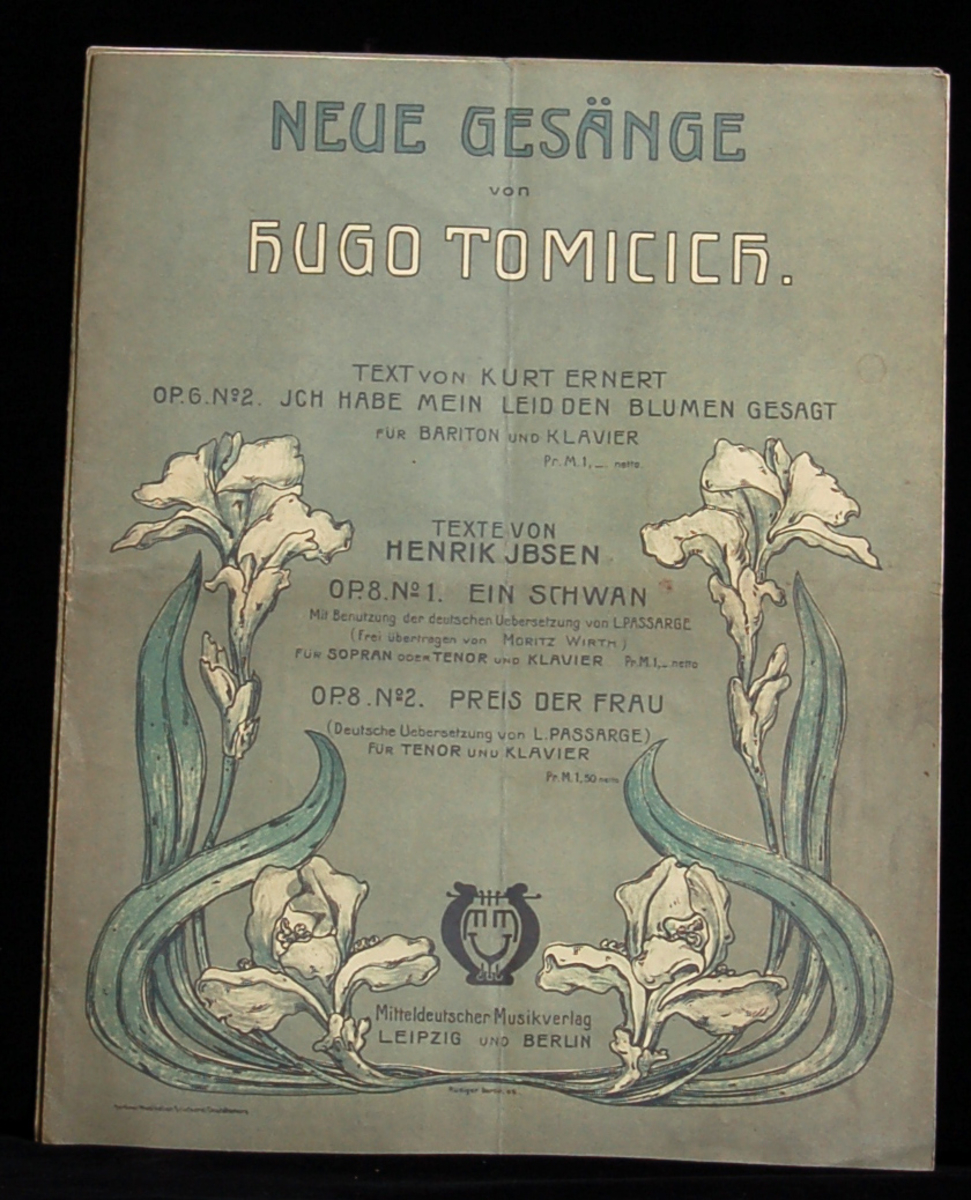 NEUE GESÄNGE
von
HUGO TOMICICH.
TEXT VON KURT ERNERT
OP. 6. Nº2. JCH HABE MEIN LEID DEN BLUMEN GESAGT
FÜR BARITON UND KLAVIER
Pr. M. 1,_ netto
TEXTE VON
HENRIK JBSEN
OP. 8. Nº 1. EIN SCHWAN
Mit Benutzung der deutschen Uebersetzung von L.PASSARGE
(Frei übertragen von MORITZ WIRTH)
FÜR SOPRAN ODER TENOR UND KLAVIER Pr. M. 1,_ netto
OP. 8. Nº2. PREIS DER FRAU
(Deutsche Uebersetzung von L. PASSARGE)
FÜR TENOR UND KLAVIER
Pr. M. 1,50 netto
Mitteldeutscher Musikverlag
LEIPZIG UND BERLIN